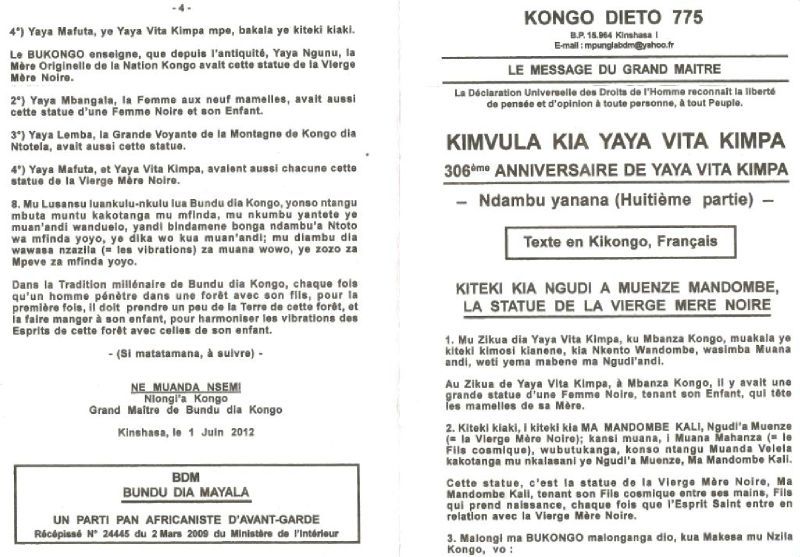 - 4 -
4°) Yaya Mafuta, ye Yaya Vita Kimpa mpe, bakala ye kiteki kiaki.
Le BUKONGO enseigne, que depuis l'antiquité, Yaya Ngunu, la
Mère Originelle de la Nation Kongo avait cette statue de la Vierge
Mère Noire.
2°) Yaya Mbangala, la Femme aux neuf mamelles, avait aussi
cette statue d'une Femme Noire et son Enfant.
3°) Yaya Lemba, la Grande Voyante de la Montagne de Kongo dia
Ntotela, avait aussi cette statue.
4°) Yaya Mafuta, et Yaya Vita Kimpa, avaient aussi chacune cette
statue de la Vierge Mère Noire.
8. Mu Lusansu luankulu-nkulu lua Bundu dia Kongo, yonso ntangu
mbuta muntu kakotanga mu mfinda, mu nkumbu yantete ye
muan'andi wanduelo, yandi bindamene bonga ndambu'a Ntoto
wa mfinda yoyo, ye dika wo kua muan'andi; mu diambu dia
wawasa nzazila (= les vibrations) za muana wowo, ye zozo za
Mpeve za mfinda yoyo.
Dans la Tradition millénaire de Bundu dia Kongo, chaque fois
qu'un homme pénètre dans une forêt avec son fils, pour la
première fois, il doit prendre un peu de la Terre de cette forêt, et
la faire manger à son enfant, pour harmoniser les vibrations des
Esprits de cette forêt avec celles de son enfant.
- (Si matatamana, à suivre) -
NE MUANDA NSEMI
Nlongi'a Kongo
Grand Maître de Bundu dia Kongo
Kinshasa, le 1 Juin 2012
BDM
BUNDU DIA MAYALA
UN PARTI PAN AFRICANISTE D'AVANT-GARDE
Récépissé N° 24445 du 2 Mars 2009 du Ministère de l'Intérieur
KONGO DIETO 775
B.P. 15.964 Kinshasa I
E-mail : mpungiabdm@yahoo.fr
LE MESSAGE DU GRAND MAITRE
La Déclaration Universelle des Droits de l'Homme reconnaît la liberté
de pensée et d'opinion à toute personne, à tout Peuple.
KIMVULA KIA YAYA VITA KIMPA
306ème ANNIVERSAIRE DE YAYA VITA KIMPA
– Ndambu yanana (Huitième partie) –
Texte en Kikongo, Français
KITEKI KIA NGUDI A MUENZE MANDOMBE,
LA STATUE DE LA VIERGE MERE NOIRE
1. Mu Zikua dia Yaya Vita Kimpa, ku Mbanza Kongo, muakala ye
kiteki kimosi kianene, kia Nkento Wandombe, wasimba Muana
andi, weti yema mabene ma Ngudi'andi.
Au Zikua de Yaya Vita Kimpa, à Mbanza Kongo, il y avait une
grande statue d'une Femme Noire, tenant son Enfant, qui tête
les mamelles de sa Mère.
2. Kiteki kiaki, i kiteki kia MA MANDOMBE KALI, Ngudi'a Muenze
(= la Vierge Mère Noire); kansi muana, i Muana Mahanza (= le
Fils cosmique), wubutukanga, konso ntangu Muanda Velela
kakotanga mu nkalasani ye Ngudi'a Muenze, Ma Mandombe Kali.
Cette statue, c'est la statue de la Vierge Mère Noire, Ma
Mandombe Kali, tenant son Fils cosmique entre ses mains, Fils
qui prend naissance, chaque fois que l'Esprit Saint entre en
relation avec la Vierge Mère Noire.
3. Malongi ma BUKONGO malonganga dio, kua Makesa mu Nzila
Kongo, vo :